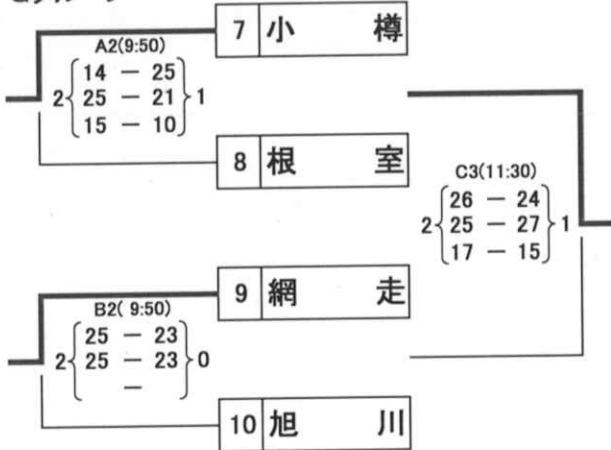 7 小 樽
A2(9:50)
14 － 25
2 25 － 21 1
15 － 10
8 根 室
C3(11:30)
26 － 24
2 25 － 27 1
17 － 15
9 網 走
B2( 9:50)
25 － 23
2 25 － 23 0
－
10 旭 川